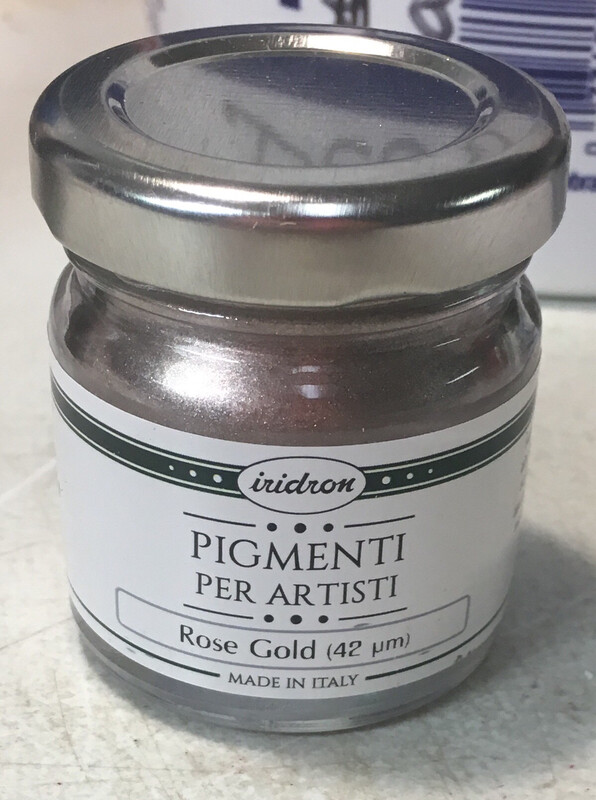 iridron
PIGMENTI
PER ARTISTI
Rose Gold (42 µm)
MADE IN ITALY